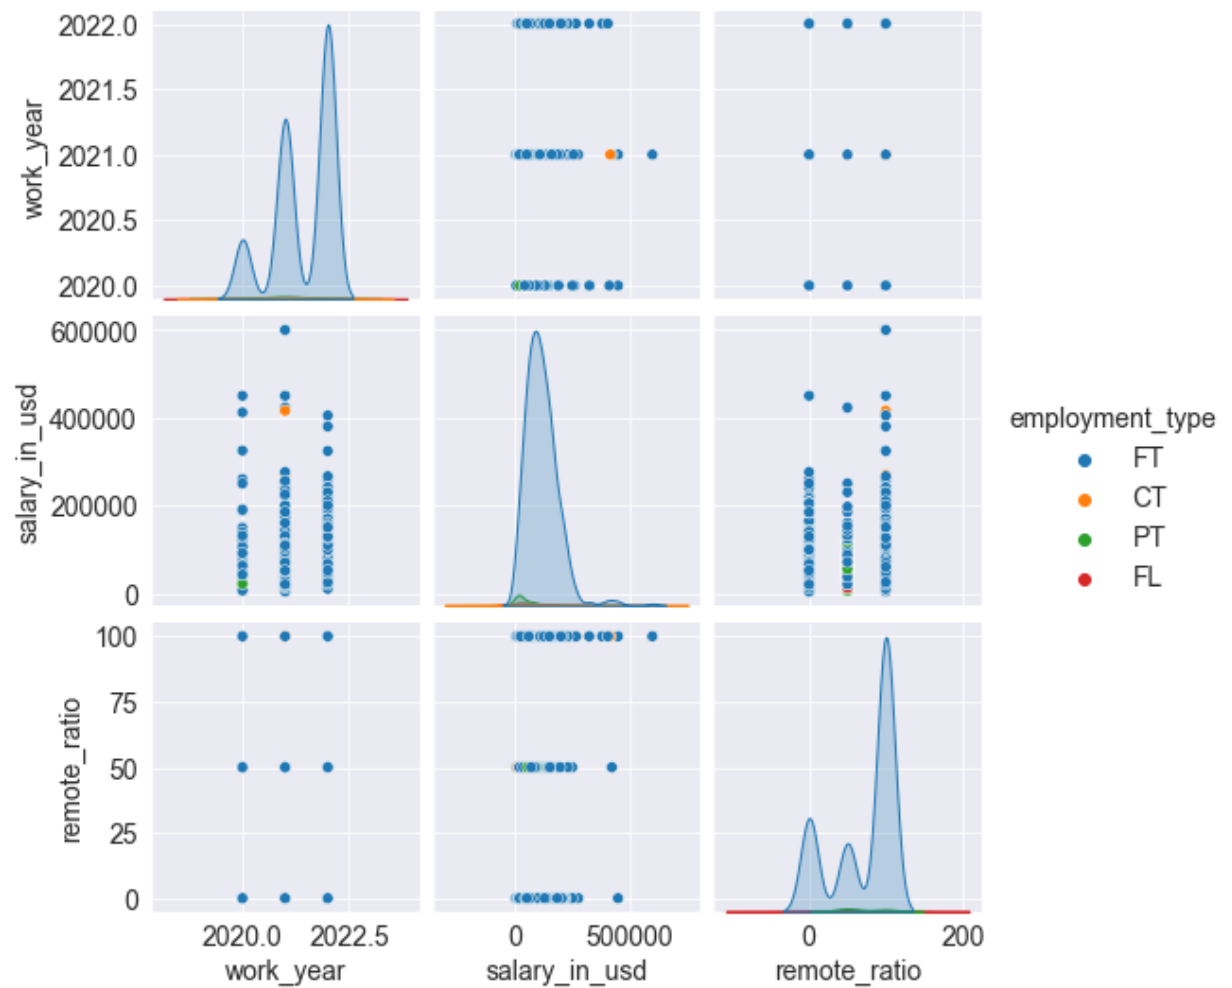 2022.0
2021.5
2021.0
2020.5
2020.0
work_year
600000
400000
200000
0
salary_in_usd
employment_type
FT
CT
PT
FL
100
75
50
25
0
remote_ratio
2020.0 2022.5
0 500000
0 200
work_year
salary_in_usd
remote_ratio